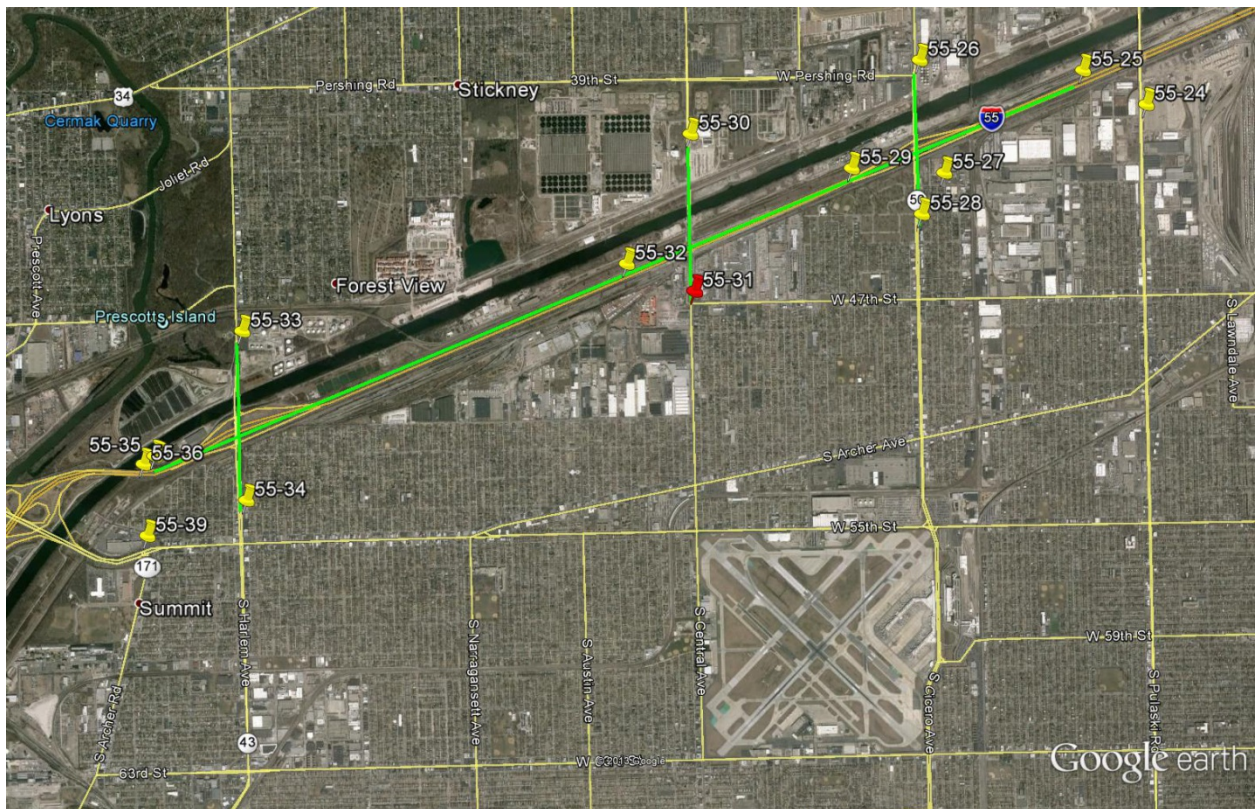 55-26
55-25
Pershing Rd
39th St
W Pershing Rd
34
Stickney
55-24
Cermak Quarry
55
55-30
Joliet Rd
55-29
55-27
Lyons
55-28
Prescott Ave
55-32
Forest View
55-31
W 47th St
S Lawndale Ave
Prescotts Island
55-33
55-35
55-36
S Archer Ave
55-34
55-39
W 55th St
171
Summit
S Harlem Ave
S Narragansett Ave
S Austin Ave
S Central Ave
W 59th St
S Cicero Ave
S Pulaski Rd
S Archer Rd
43
63rd St
Google earth